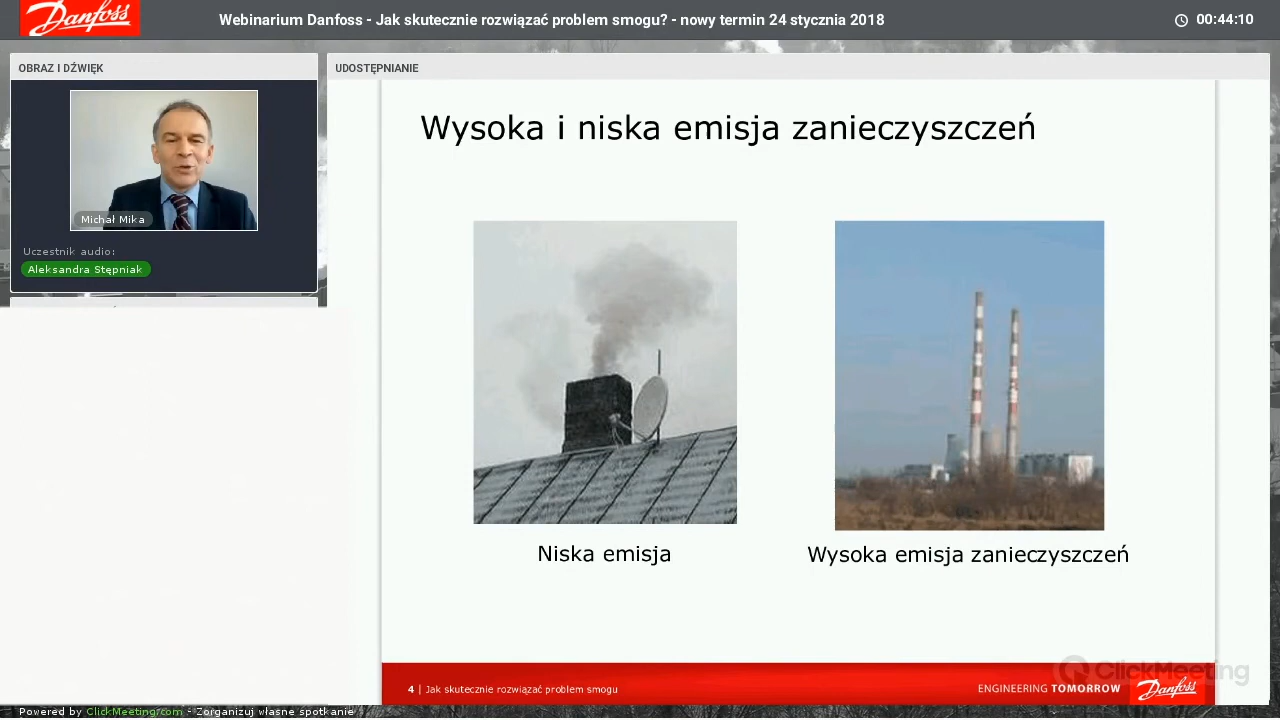 Danfoss
Webinarium Danfoss - Jak skutecznie rozwiązać problem smogu? - nowy termin 24 stycznia 2018
00:44:10
OBRAZ I DŹWIĘK
Michał Mika
Uczestnik audio:
Aleksandra Stępniak
UDOSTĘPNIANIE
Wysoka i niska emisja zanieczyszczeń
Niska emisja
Wysoka emisja zanieczyszczeń
4 | Jak skutecznie rozwiązać problem smogu
ENGINEERING TOMORROW
Danfoss
ClickMeeting
Powered by ClickMeeting.com - Zorganizuj własne spotkanie